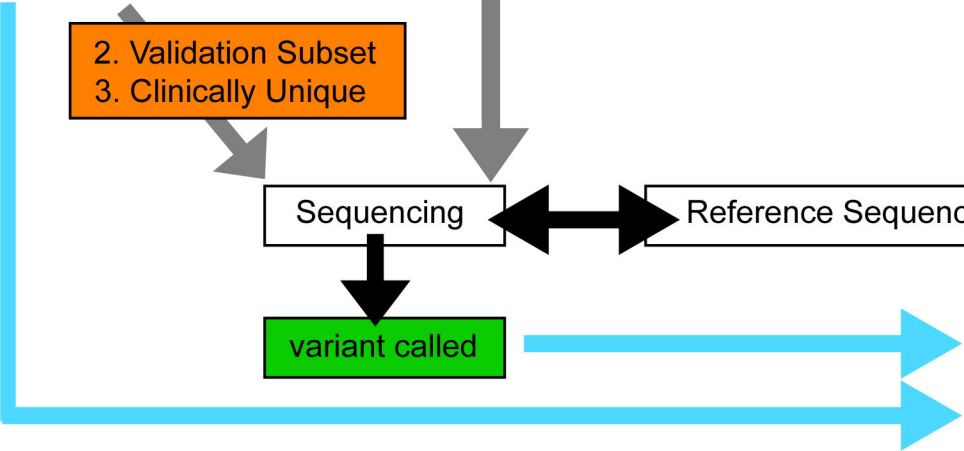 2. Validation Subset
3. Clinically Unique
Sequencing
Reference Sequenc
variant called